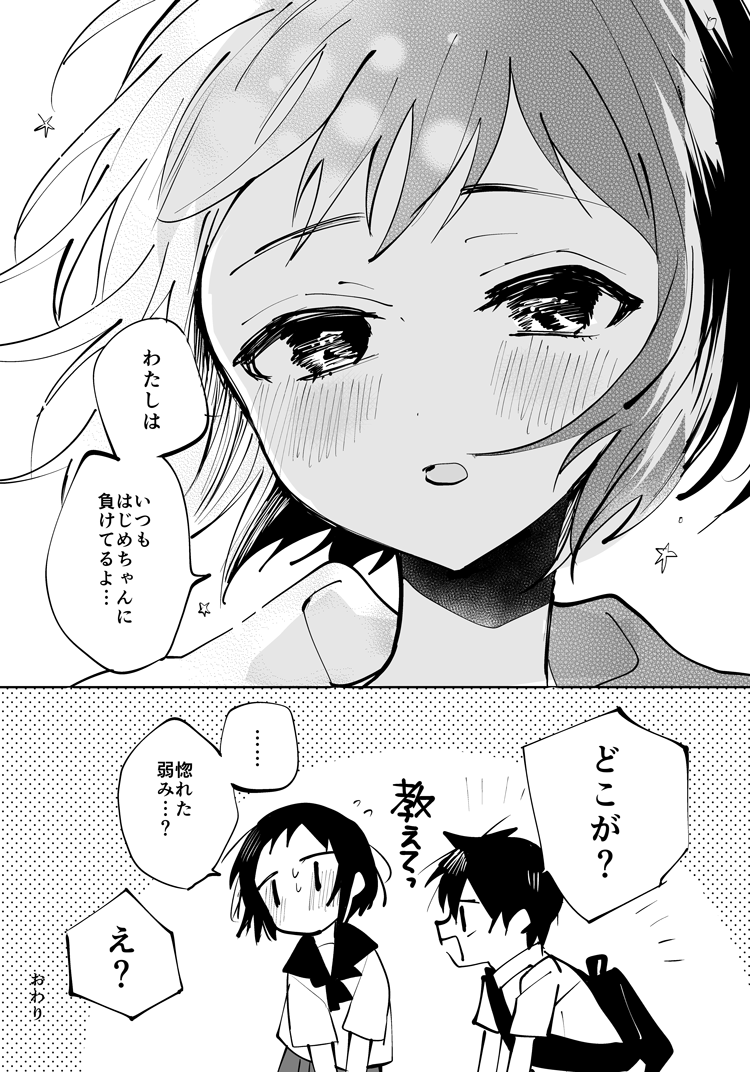 わたしは
いつも
はじめちゃんに
負けてるよ…
どこが？
教えてっ
……
惚れた
弱み…？
え？
おわり